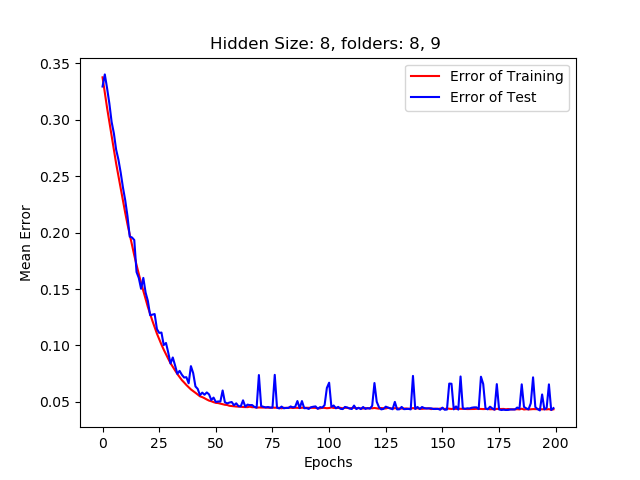 Hidden Size: 8, folders: 8, 9
Error of Training
Error of Test
Mean Error
0.35
0.30
0.25
0.20
0.15
0.10
0.05
0 25 50 75 100 125 150 175 200
Epochs